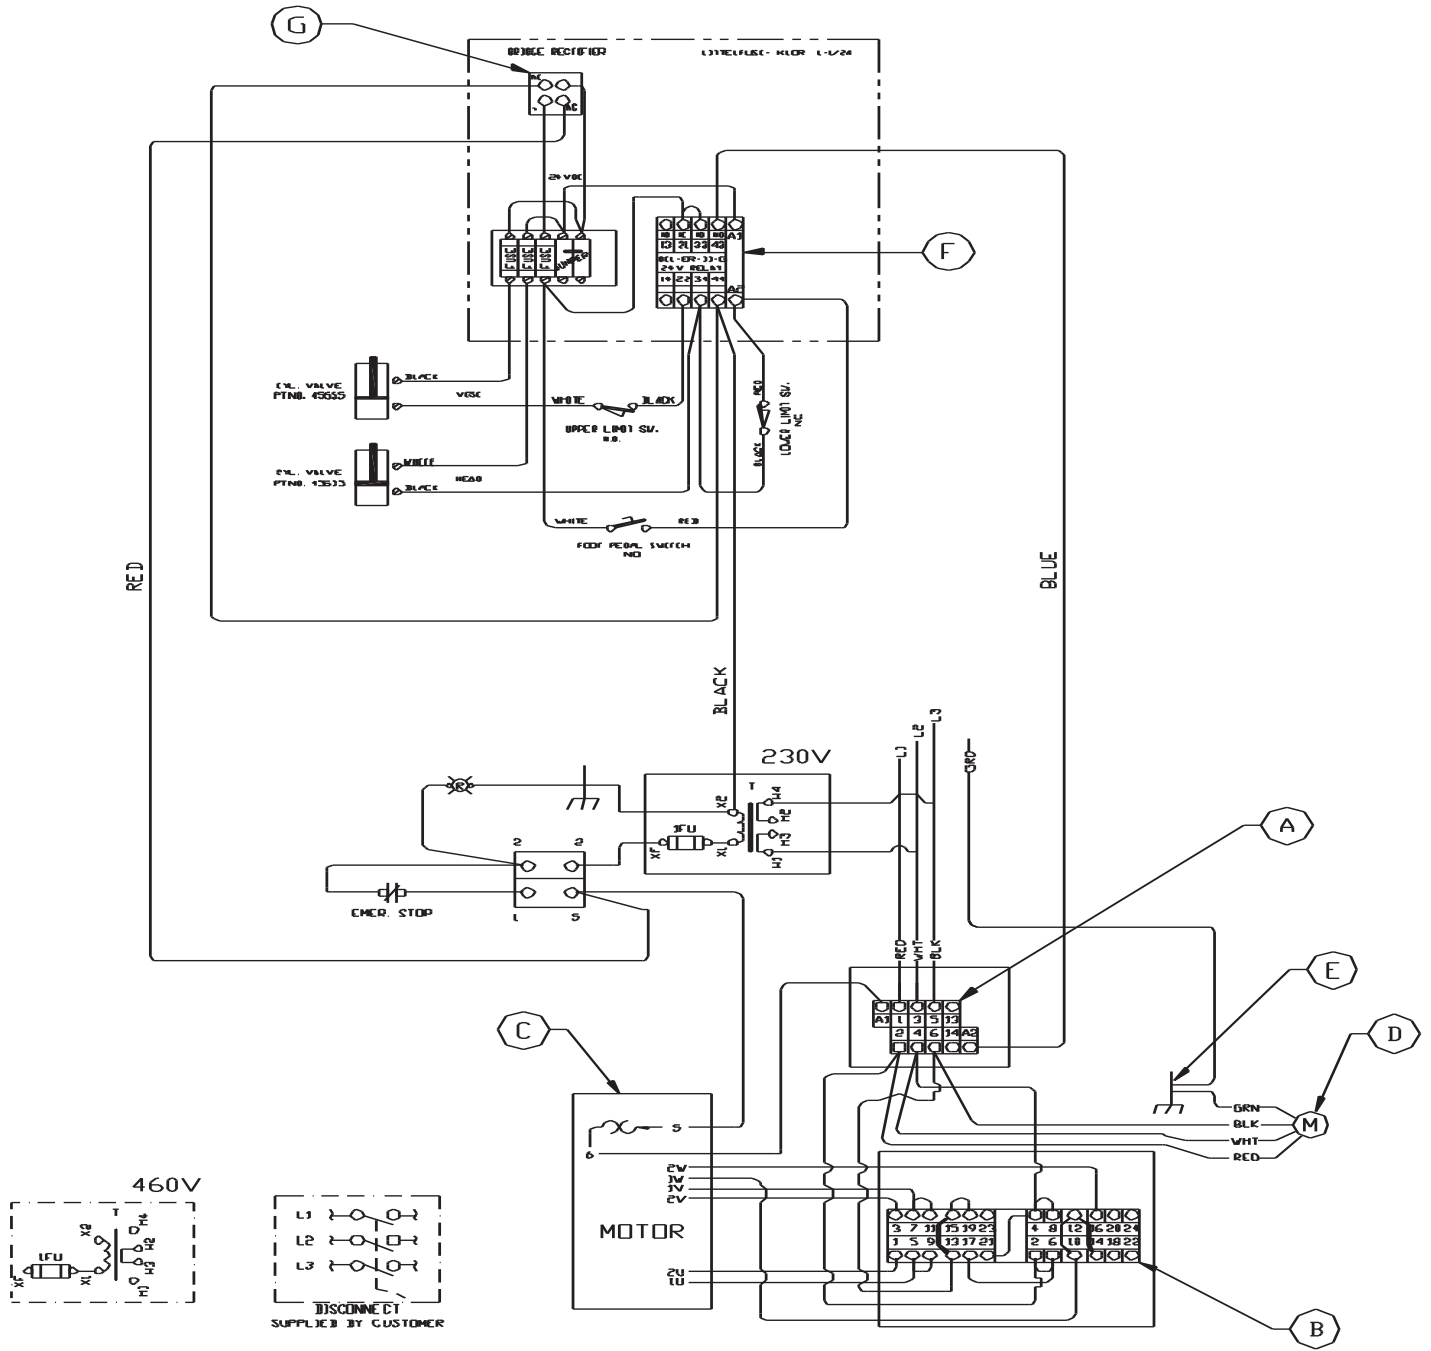 G
BRIDGE RECTIFIER
AC
AC
24 VDC
FUSE
FUSE
FUSE
JUMPER
A1
13 21 33 43
24 V RELAY
14 22 34 44
A2
F
CYL. VALVE
BLACK
WHITE
BLACK
UPPER LIMIT SW.
N.O.
RED
LOWER LIMIT SW.
NC
BLACK
CYL. VALVE
WHITE
HEAD
BLACK
WHITE
RED
FOOT PEDAL SWITCH
NO
RED
BLUE
BLACK
230V
T
X2
H4
H2
H3
H1
1FU
XF
X1
R
2 2
1 5
EMER. STOP
L1
L2
L3
GRD
RED
WHT
BLK
A
A1 1 3 5 13
2 4 6 14 A2
E
D
C
GRN
BLK
WHT
RED
M
5
6
2W
1W
1V
2V
MOTOR
2U
1U
3 7 11 15 19 23
1 5 9 13 17 21
4 8 12 16 20 24
2 6 10 14 18 22
B
460V
T
X2
H4
H2
H3
H1
1FU
XF
X1
L1
L2
L3
DISCONNECT
SUPPLIED BY CUSTOMER